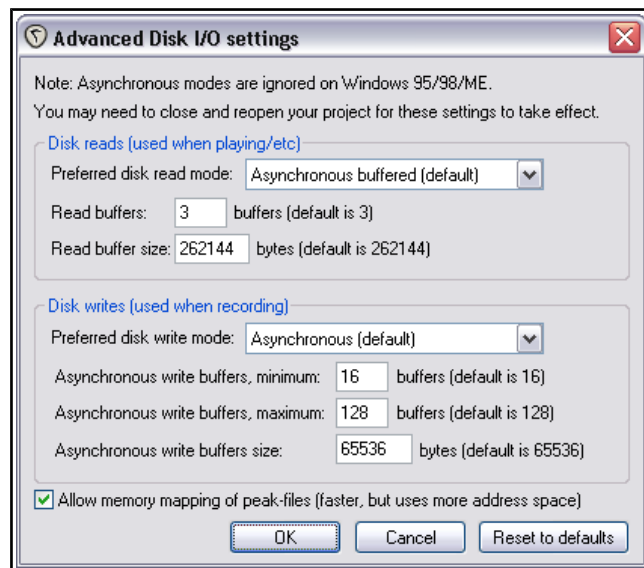 Advanced Disk I/O settings
Note: Asynchronous modes are ignored on Windows 95/98/ME.
You may need to close and reopen your project for these settings to take effect.
Disk reads (used when playing/etc)
Preferred disk read mode: Asynchronous buffered (default)
Read buffers: 3 buffers (default is 3)
Read buffer size: 262144 bytes (default is 262144)
Disk writes (used when recording)
Preferred disk write mode: Asynchronous (default)
Asynchronous write buffers, minimum: 16 buffers (default is 16)
Asynchronous write buffers, maximum: 128 buffers (default is 128)
Asynchronous write buffers size: 65536 bytes (default is 65536)
Allow memory mapping of peak-files (faster, but uses more address space)
OK Cancel Reset to defaults